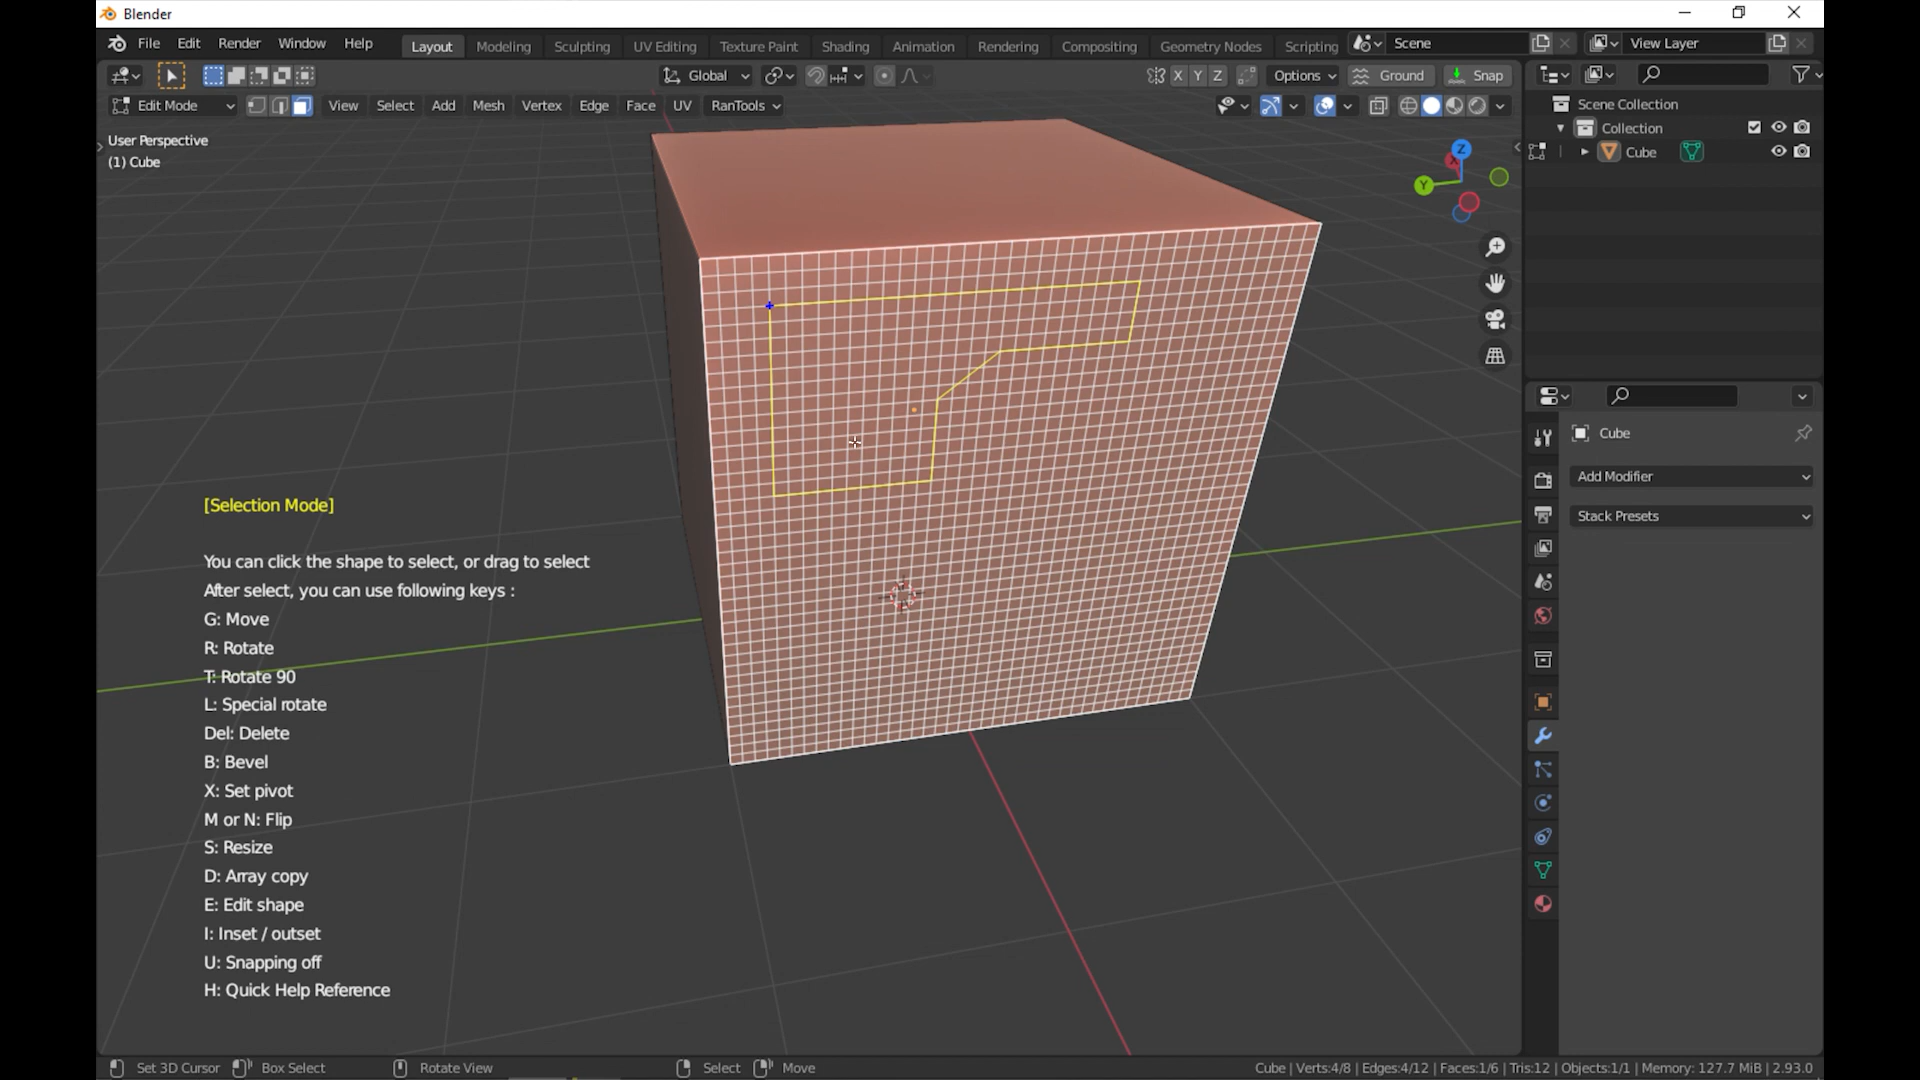 Blender
File Edit Render Window Help Layout Modeling Sculpting UV Editing Texture Paint Shading Animation Rendering Compositing Geometry Nodes Scripting Scene View Layer
Global X Y Z Options Ground Snap
Edit Mode View Select Add Mesh Vertex Edge Face UV RanTools
User Perspective
(1) Cube
Z
X
Y
Scene Collection
Collection
Cube
Cube
Add Modifier
Stack Presets
[Selection Mode]
You can click the shape to select, or drag to select
After select, you can use following keys :
G: Move
R: Rotate
T: Rotate 90
L: Special rotate
Del: Delete
B: Bevel
X: Set pivot
M or N: Flip
S: Resize
D: Array copy
E: Edit shape
I: Inset / outset
U: Snapping off
H: Quick Help Reference
Set 3D Cursor Box Select Rotate View Select Move Cube | Verts:4/8 | Edges:4/12 | Faces:1/6 | Tris:12 | Objects:1/1 | Memory: 127.7 MiB | 2.93.0